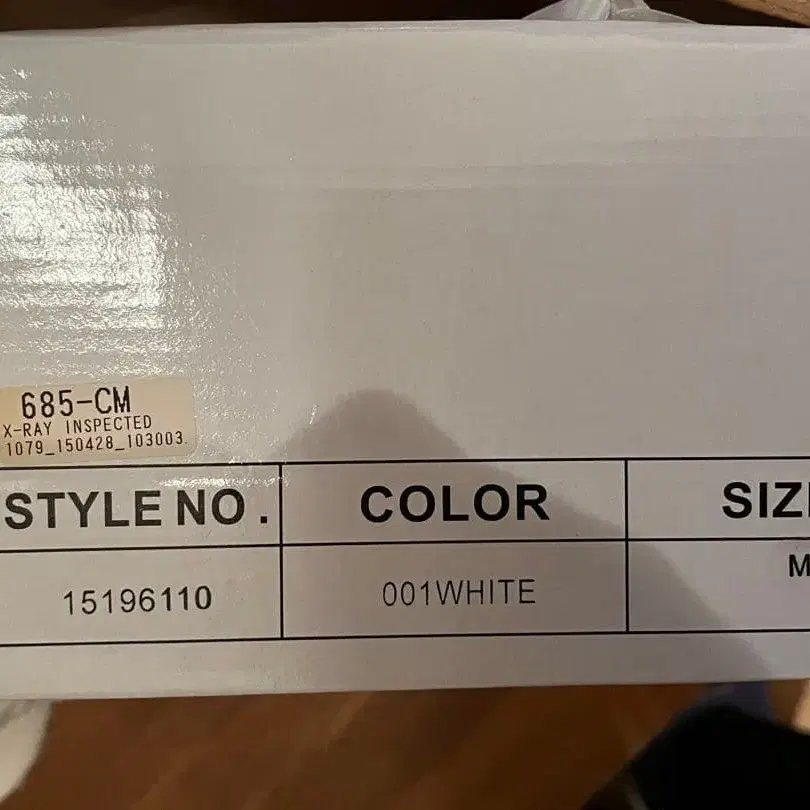 685-CM
X-RAY INSPECTED
1079_150428_103003.
STYLE NO. COLOR
15196110 001WHITE M